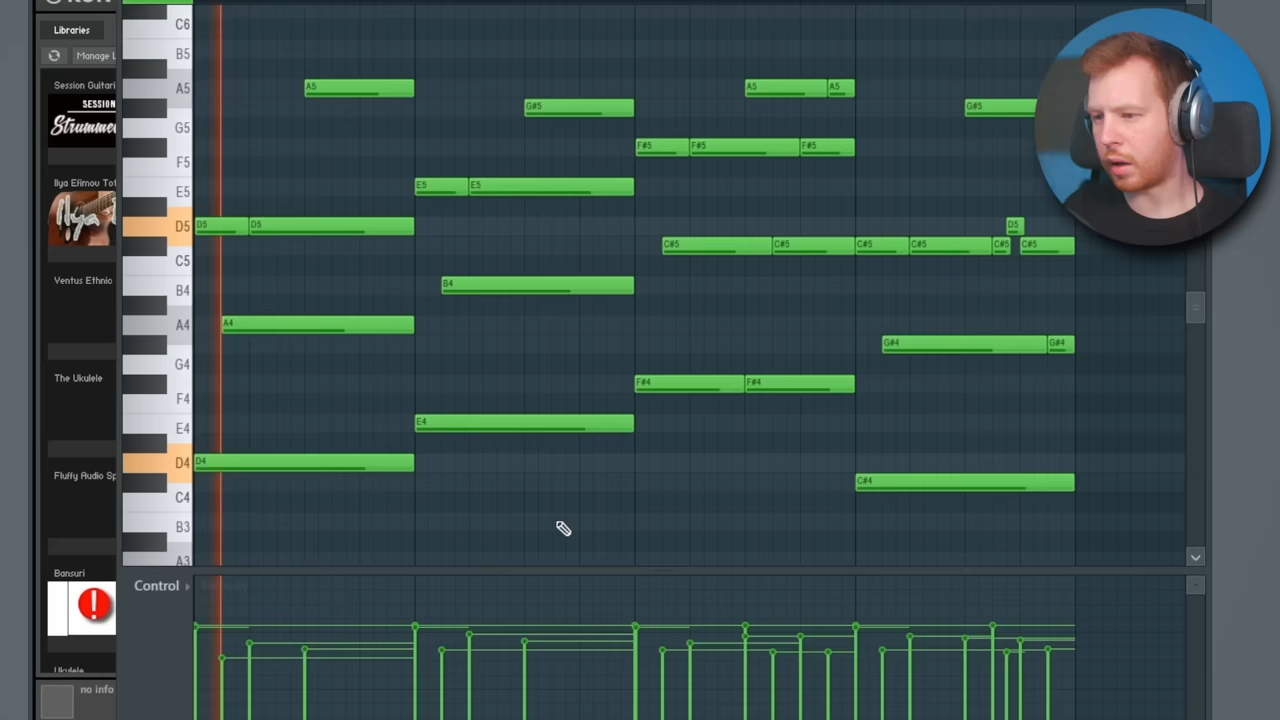 Libraries
Manage L
Session Guitari
SESSION
Strummed
Ilya Efimov Tot
Ilya
Ventus Ethnic
The Ukulele
Fluffy Audio Sp
Bansuri
Ukulele
no info
C6
B5
A5
G5
F5
E5
D5
C5
B4
A4
G4
F4
E4
D4
C4
B3
A3
A5 A5 A5
G#5 G#5
F#5 F#5 F#5
E5 E5
D5 D5 D5
C#5 C#5 C#5 C#5 C#5 C#5
B4
A4
G#4 G#4
F#4 F#4
E4
D4
C#4
Control